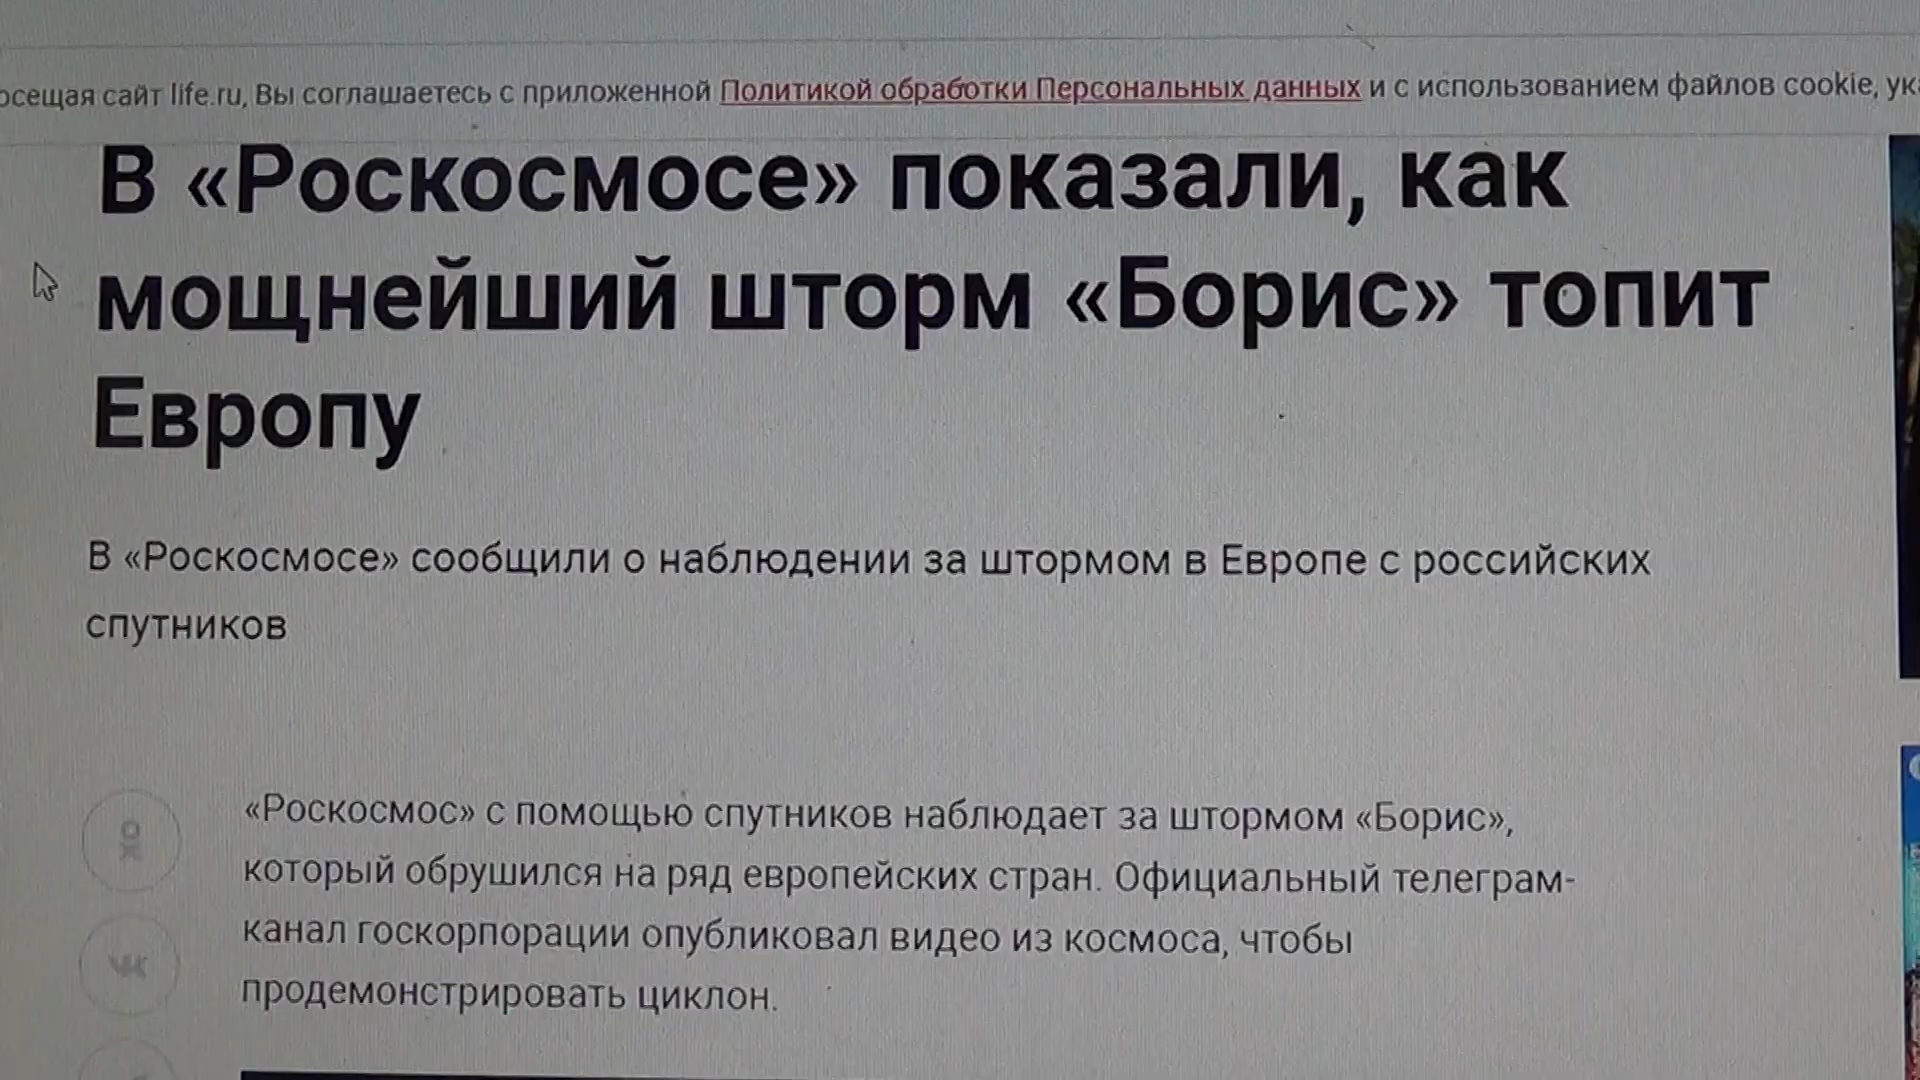 сайт life.ru, Вы соглашаетесь с приложенной Политикой обработки Персональных данных и с использованием файлов cookie,
В «Роскосмосе» показали, как
мощнейший шторм «Борис» топит
Европу
В «Роскосмосе» сообщили о наблюдении за штормом в Европе с российских
спутников
«Роскосмос» с помощью спутников наблюдает за штормом «Борис»,
который обрушился на ряд европейских стран. Официальный телеграм-
канал госкорпорации опубликовал видео из космоса, чтобы
продемонстрировать циклон.